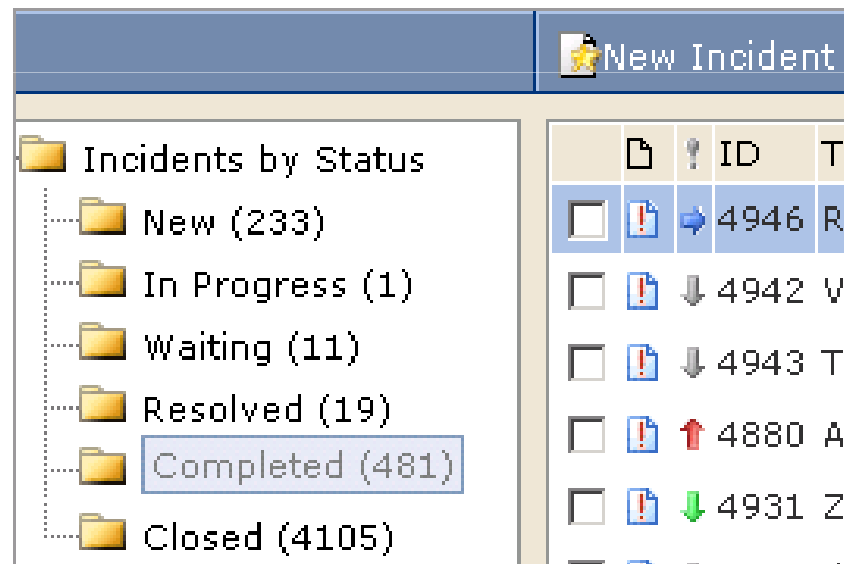 New Incident
Incidents by Status
New (233)
In Progress (1)
Waiting (11)
Resolved (19)
Completed (481)
Closed (4105)
ID T
4946 R
4942 V
4943 T
4880 A
4931 Z